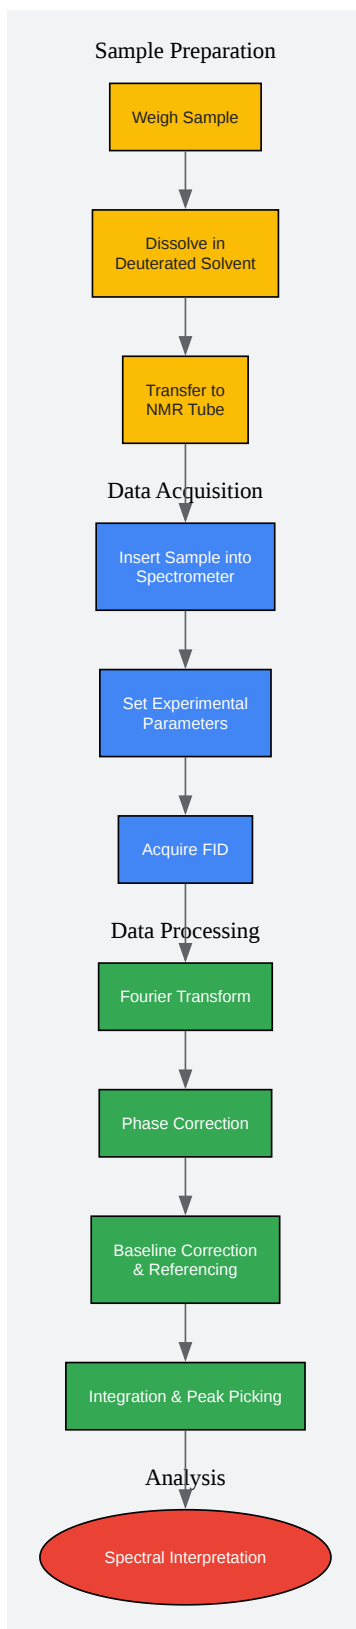 Sample Preparation
Weigh Sample
Dissolve in
Deuterated Solvent
Transfer to
NMR Tube
Data Acquisition
Insert Sample into
Spectrometer
Set Experimental
Parameters
Acquire FID
Data Processing
Fourier Transform
Phase Correction
Baseline Correction
& Referencing
Integration & Peak Picking
Analysis
Spectral Interpretation